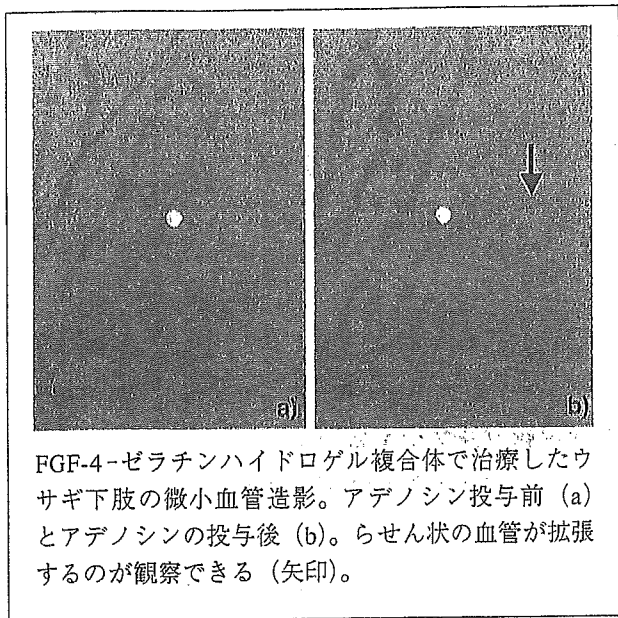 a)
b)
FGF-4-ゼラチンハイドロゲル複合体で治療したウ
サギ下肢の微小血管造影。アデノシン投与前（a）
とアデノシンの投与後（b）。らせん状の血管が拡張
するのが観察できる（矢印）。